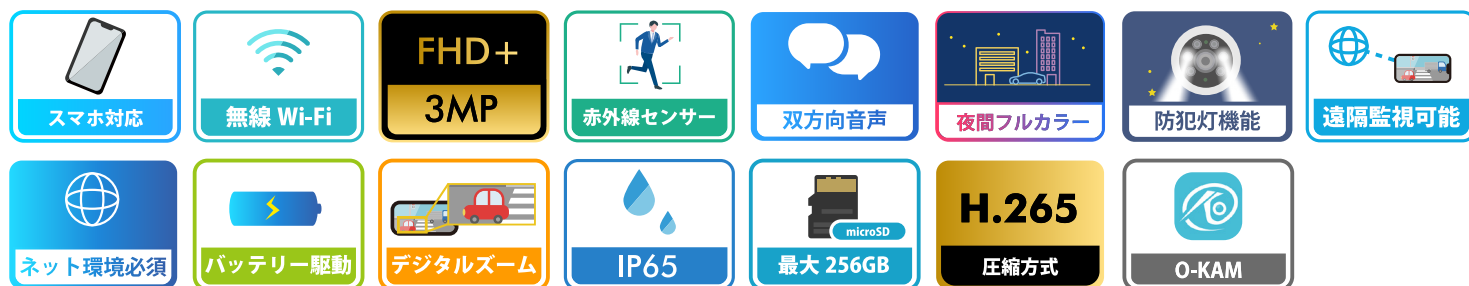 スマホ対応
無線 Wi-Fi
FHD+
3MP
赤外線センサー
双方向音声
夜間フルカラー
防犯灯機能
遠隔監視可能
ネット環境必須
バッテリー駆動
デジタルズーム
IP65
microSD
最大 256GB
H.265
圧縮方式
O-KAM